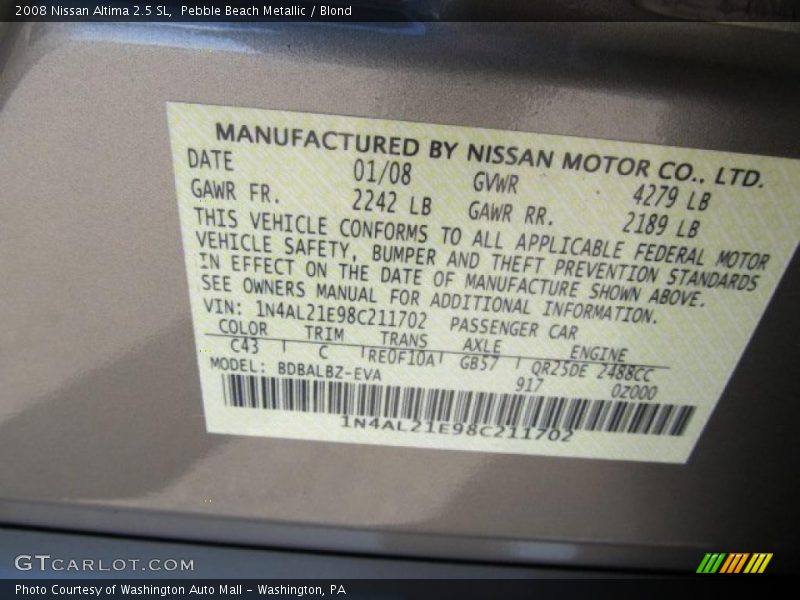 2008 Nissan Altima 2.5 SL, Pebble Beach Metallic / Blond
MANUFACTURED BY NISSAN MOTOR CO., LTD.
DATE 01/08 GVWR 4279 LB
GAWR FR. 2242 LB GAWR RR. 2189 LB
THIS VEHICLE CONFORMS TO ALL APPLICABLE FEDERAL MOTOR
VEHICLE SAFETY, BUMPER AND THEFT PREVENTION STANDARDS
IN EFFECT ON THE DATE OF MANUFACTURE SHOWN ABOVE.
SEE OWNERS MANUAL FOR ADDITIONAL INFORMATION.
VIN: 1N4AL21E98C211702 PASSENGER CAR
COLOR TRIM TRANS AXLE ENGINE
C43 C RE0F10A GB57 QR25DE 2488CC
MODEL: BDBALBZ-EVA 917 0Z000
1N4AL21E98C211702
GTCARLOT.COM
Photo Courtesy of Washington Auto Mall - Washington, PA